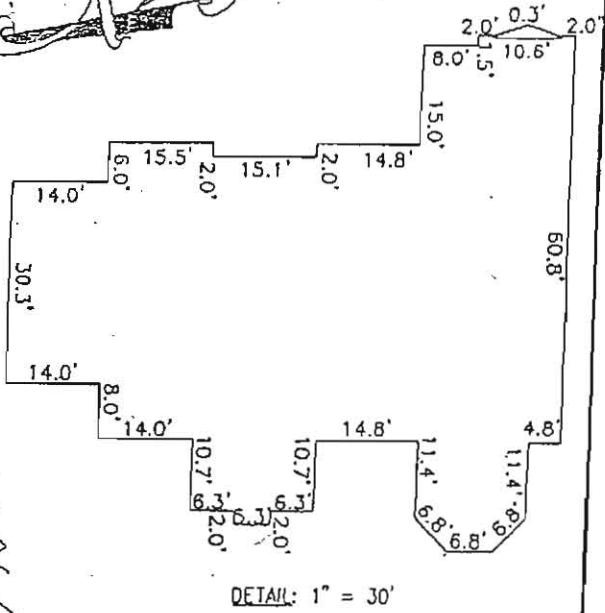 0.3'
2.0' 2.0'
8.0' 1.5' 10.6'
15.0'
15.5' 2.0' 15.1' 2.0' 14.8'
14.0' 6.0'
60.8'
30.3'
14.0' 8.0'
14.0' 14.8' 4.8'
10.7' 10.7' 11.4' 11.4'
6.3' 6.3' 6.3'
2.0' 2.0' 6.8' 6.8' 6.8'
DETAIL: 1" = 30'